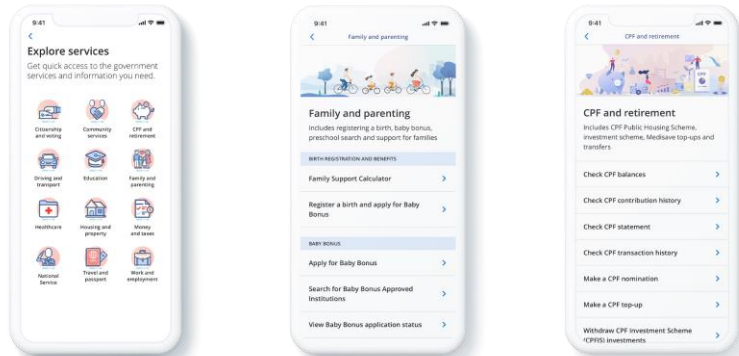 9:41
Explore services
Get quick access to the government
services and information you need.
Citizenship
and voting
Community
services
CPF and
retirement
Driving and
transport
Education
Family and
parenting
Healthcare
Housing and
property
Money
and taxes
National
Service
Travel and
passport
Work and
employment
9:41
Family and parenting
Family and parenting
Includes registering a birth, baby bonus,
preschool search and support for families
BIRTH REGISTRATION AND BENEFITS
Family Support Calculator
Register a birth and apply for Baby
Bonus
BABY BONUS
Apply for Baby Bonus
Search for Baby Bonus Approved
Institutions
View Baby Bonus application status
9:41
CPF and retirement
CPF and retirement
Includes CPF Public Housing Scheme,
investment scheme, Medisave top-ups and
transfers
Check CPF balances
Check CPF contribution history
Check CPF statement
Check CPF transaction history
Make a CPF nomination
Make a CPF top-up
Withdraw CPF Investment Scheme
(CPFIS) investments